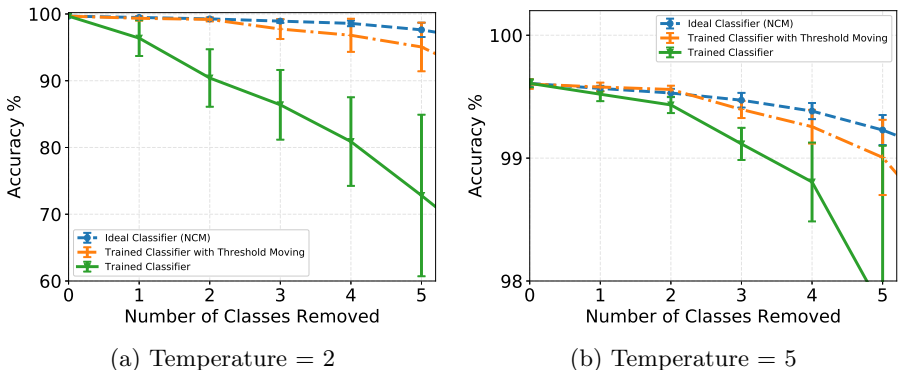 100
90
80
70
60
Accuracy %
Ideal Classifier (NCM)
Trained Classifier with Threshold Moving
Trained Classifier
0 1 2 3 4 5
Number of Classes Removed
(a) Temperature = 2
100
99
98
Accuracy %
Ideal Classifier (NCM)
Trained Classifier with Threshold Moving
Trained Classifier
0 1 2 3 4 5
Number of Classes Removed
(b) Temperature = 5